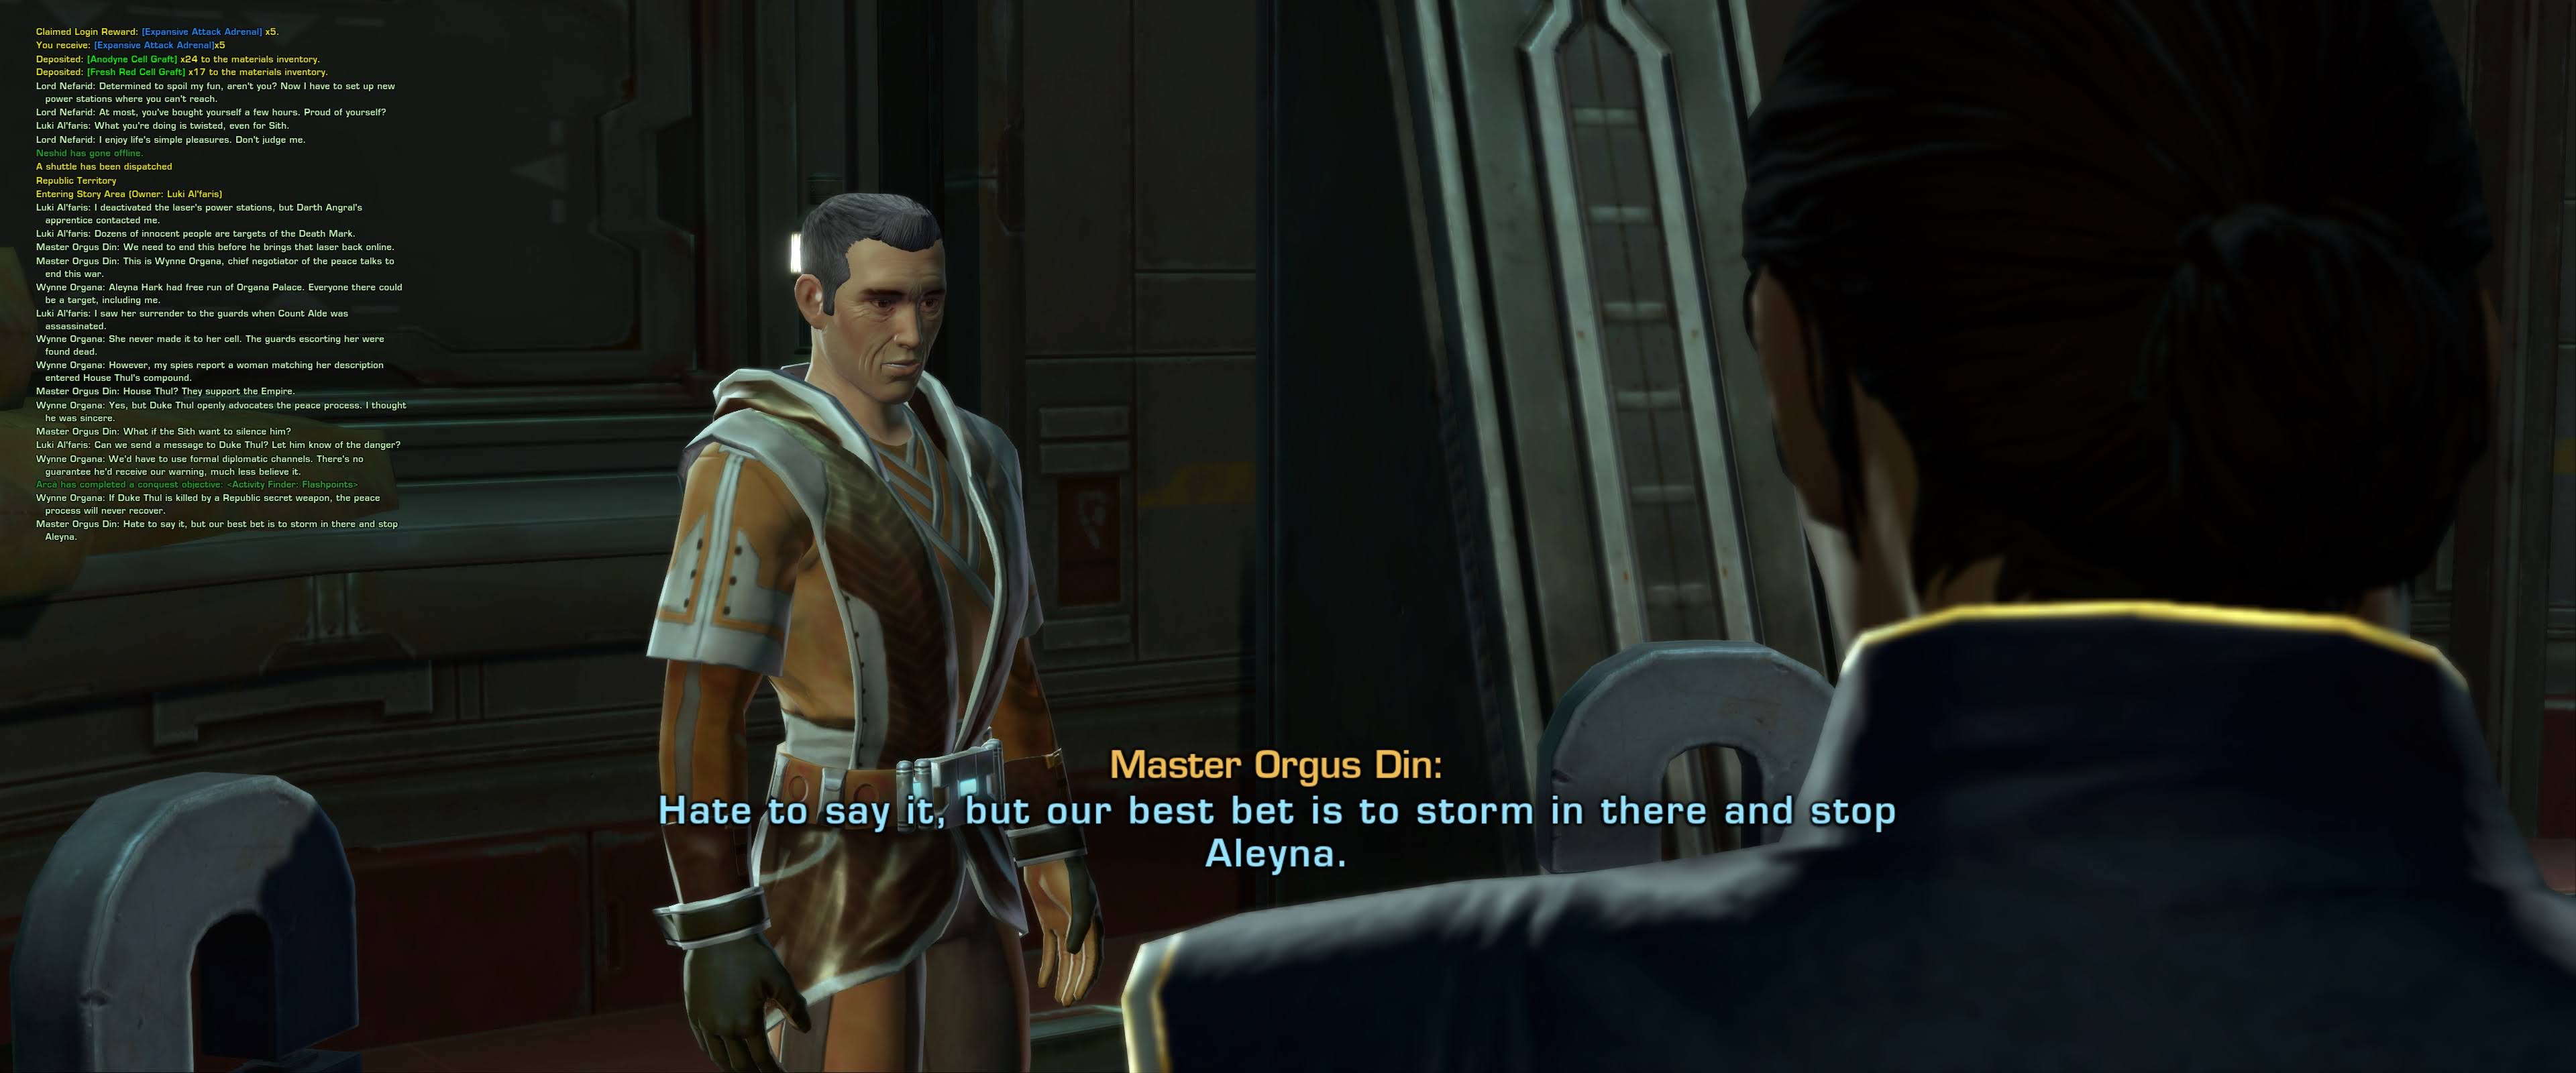 Claimed Login Reward: [Expansive Attack Adrenal] x5.
You receive: [Expansive Attack Adrenal]x5
Deposited: [Anodyne Cell Graft] x24 to the materials inventory.
Deposited: [Fresh Red Cell Graft] x17 to the materials inventory.
Lord Nefarid: Determined to spoil my fun, aren't you? Now I have to set up new
power stations where you can't reach.
Lord Nefarid: At most, you've bought yourself a few hours. Proud of yourself?
Luki Al'faris: What you're doing is twisted, even for Sith.
Lord Nefarid: I enjoy life's simple pleasures. Don't judge me.
Neshid has gone offline.
A shuttle has been dispatched
Republic Territory
Entering Story Area (Owner: Luki Al'faris)
Luki Al'faris: I deactivated the laser's power stations, but Darth Angral's
apprentice contacted me.
Luki Al'faris: Dozens of innocent people are targets of the Death Mark.
Master Orgus Din: We need to end this before he brings that laser back online.
Master Orgus Din: This is Wynne Organa, chief negotiator of the peace talks to
end this war.
Wynne Organa: Aleyna Hark had free run of Organa Palace. Everyone there could
be a target, including me.
Luki Al'faris: I saw her surrender to the guards when Count Alde was
assassinated.
Wynne Organa: She never made it to her cell. The guards escorting her were
found dead.
Wynne Organa: However, my spies report a woman matching her description
entered House Thul's compound.
Master Orgus Din: House Thul? They support the Empire.
Wynne Organa: Yes, but Duke Thul openly advocates the peace process. I thought
he was sincere.
Master Orgus Din: What if the Sith want to silence him?
Luki Al'faris: Can we send a message to Duke Thul? Let him know of the danger?
Wynne Organa: We'd have to use formal diplomatic channels. There's no
guarantee he'd receive our warning, much less believe it.
Arca has completed a conquest objective: <Activity Finder: Flashpoints>
Wynne Organa: If Duke Thul is killed by a Republic secret weapon, the peace
process will never recover.
Master Orgus Din: Hate to say it, but our best bet is to storm in there and stop
Aleyna.
Master Orgus Din:
Hate to say it, but our best bet is to storm in there and stop
Aleyna.